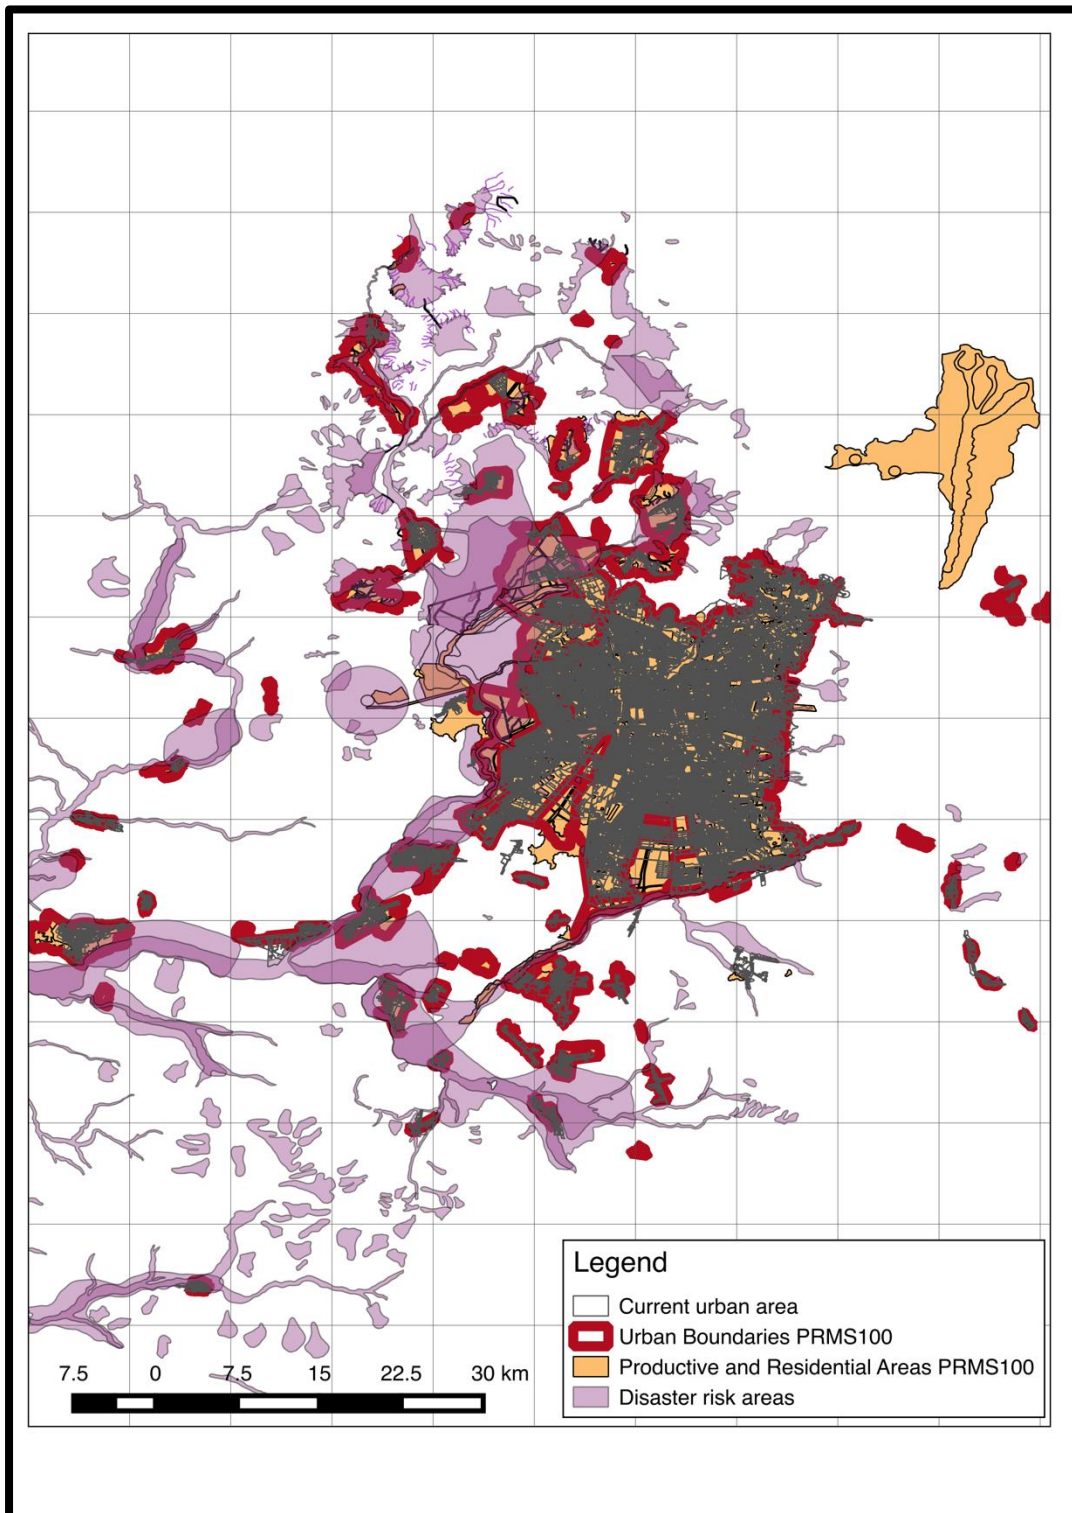 Legend
Current urban area
Urban Boundaries PRMS100
Productive and Residential Areas PRMS100
Disaster risk areas
7.5 0 7.5 15 22.5 30 km